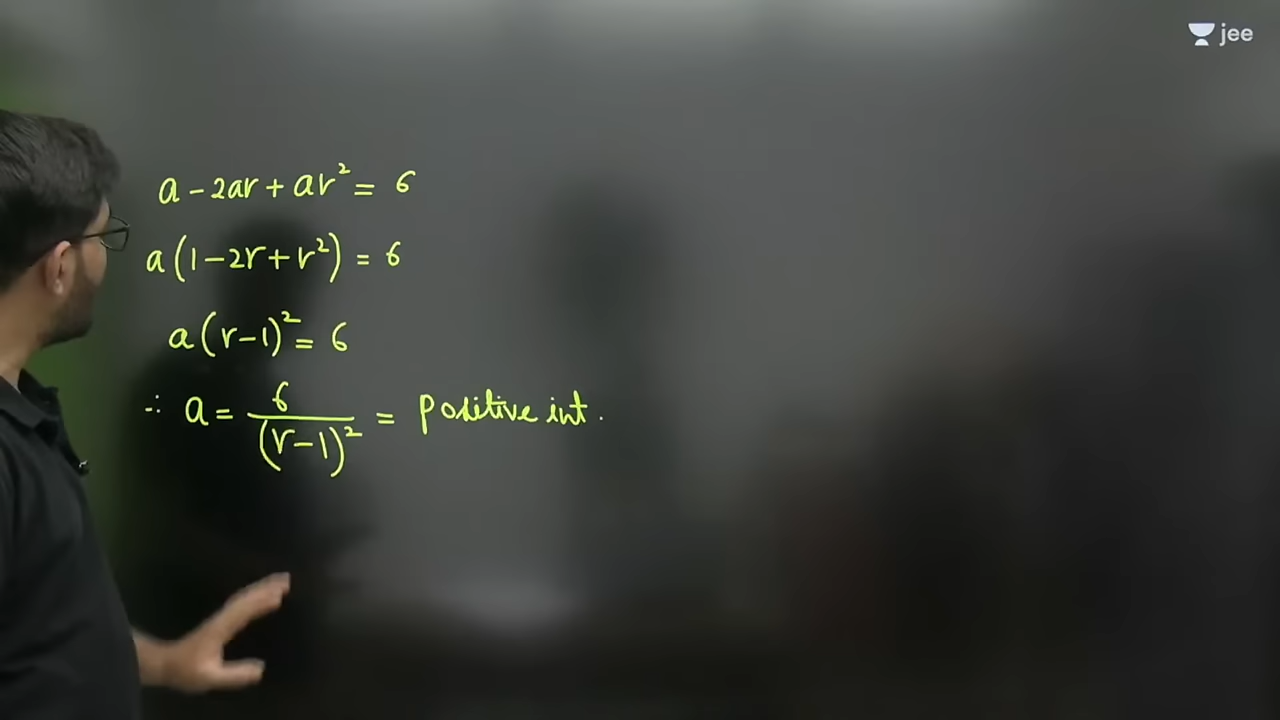 jee
a - 2ar + ar² = 6
a(1 - 2r + r²) = 6
a(r - 1)² = 6
∴ a = 6/(r - 1)² = positive int.